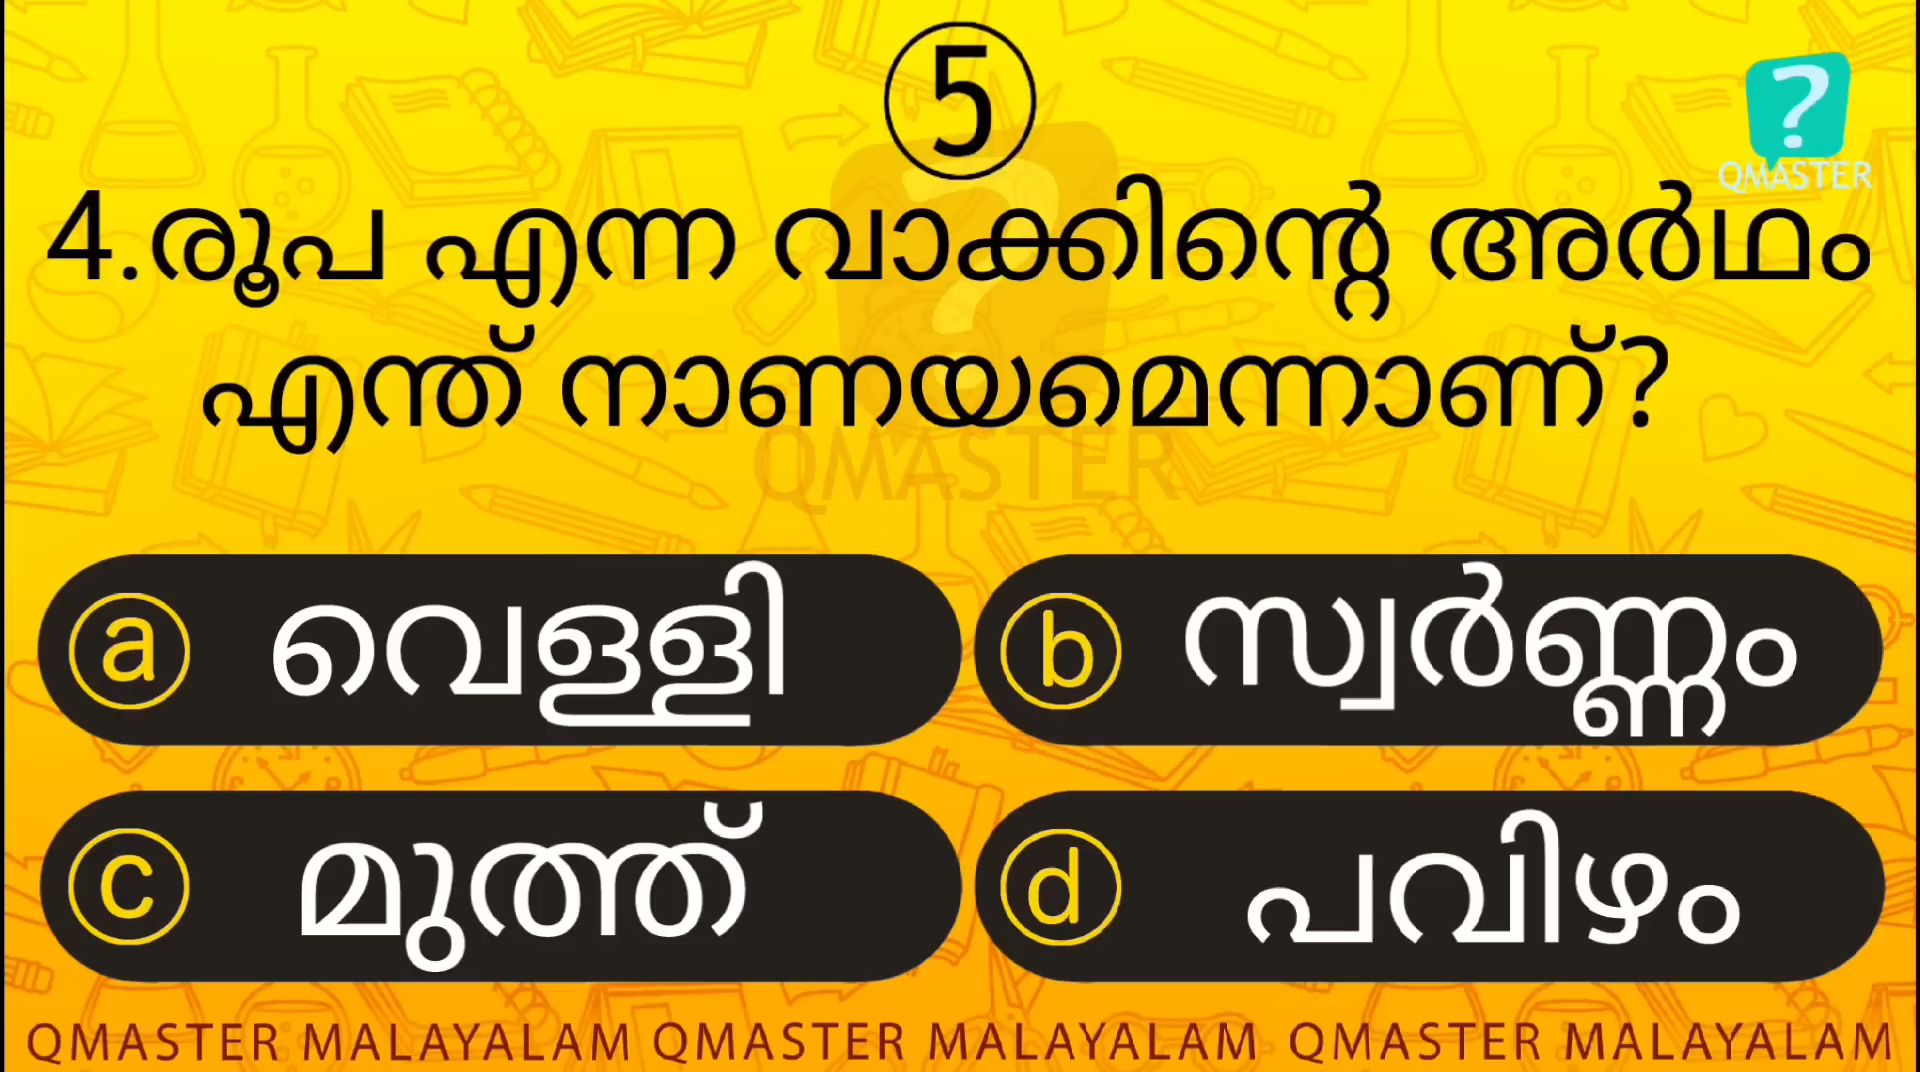 5
?
QMASTER
4.രൂപ എന്ന വാക്കിന്റെ അർഥം
എന്ത് നാണയമെന്നാണ്?
QMASTER
a വെള്ളി
b സ്വർണ്ണം
c മുത്ത്
d പവിഴം
QMASTER MALAYALAM QMASTER MALAYALAM QMASTER MALAYALAM